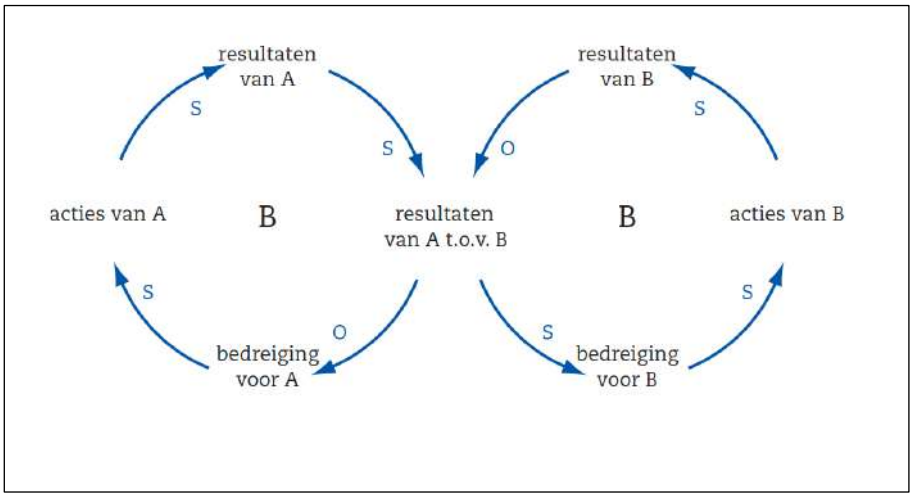 resultaten
van A
resultaten
van B
S
S
S
O
acties van A
B
resultaten
van A t.o.v. B
B
acties van B
S
O
S
S
bedreiging
voor A
bedreiging
voor B